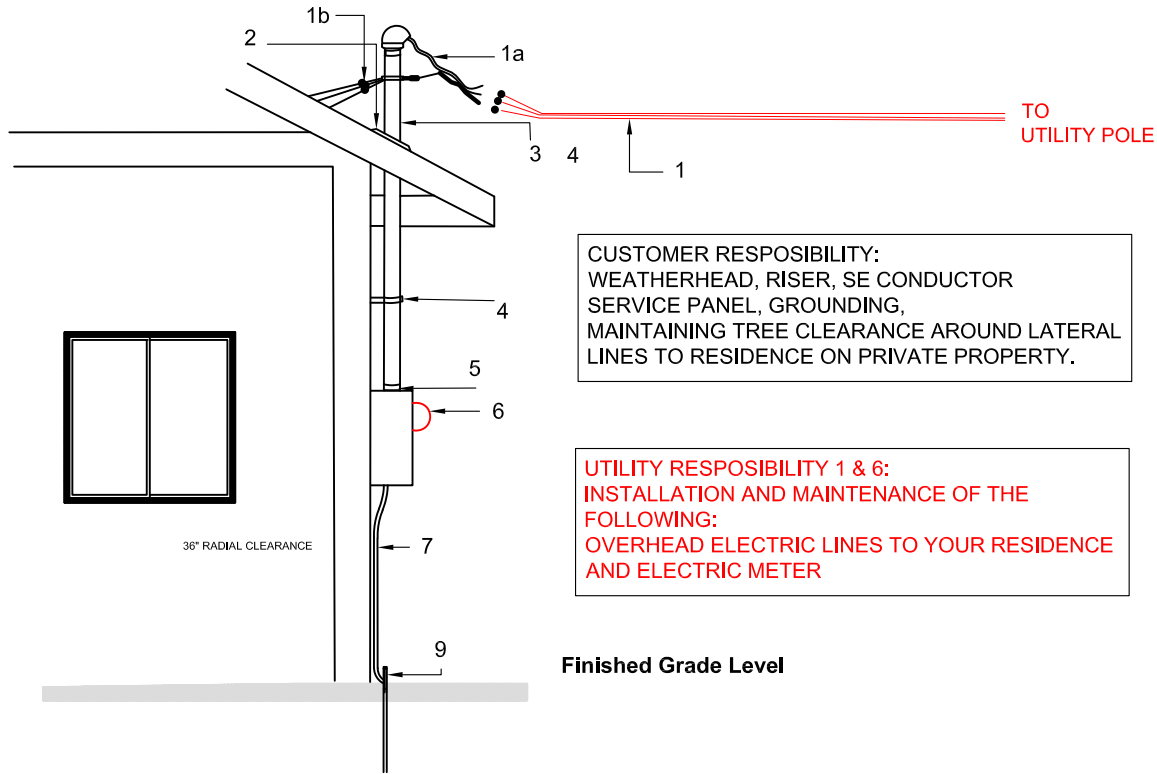 1b
2
1a
TO
UTILITY POLE
3 4
1
CUSTOMER RESPOSIBILITY:
WEATHERHEAD, RISER, SE CONDUCTOR
SERVICE PANEL, GROUNDING,
MAINTAINING TREE CLEARANCE AROUND LATERAL
LINES TO RESIDENCE ON PRIVATE PROPERTY.
4
5
6
UTILITY RESPOSIBILITY 1 & 6:
INSTALLATION AND MAINTENANCE OF THE
FOLLOWING:
OVERHEAD ELECTRIC LINES TO YOUR RESIDENCE
AND ELECTRIC METER
36" RADIAL CLEARANCE
7
9
Finished Grade Level